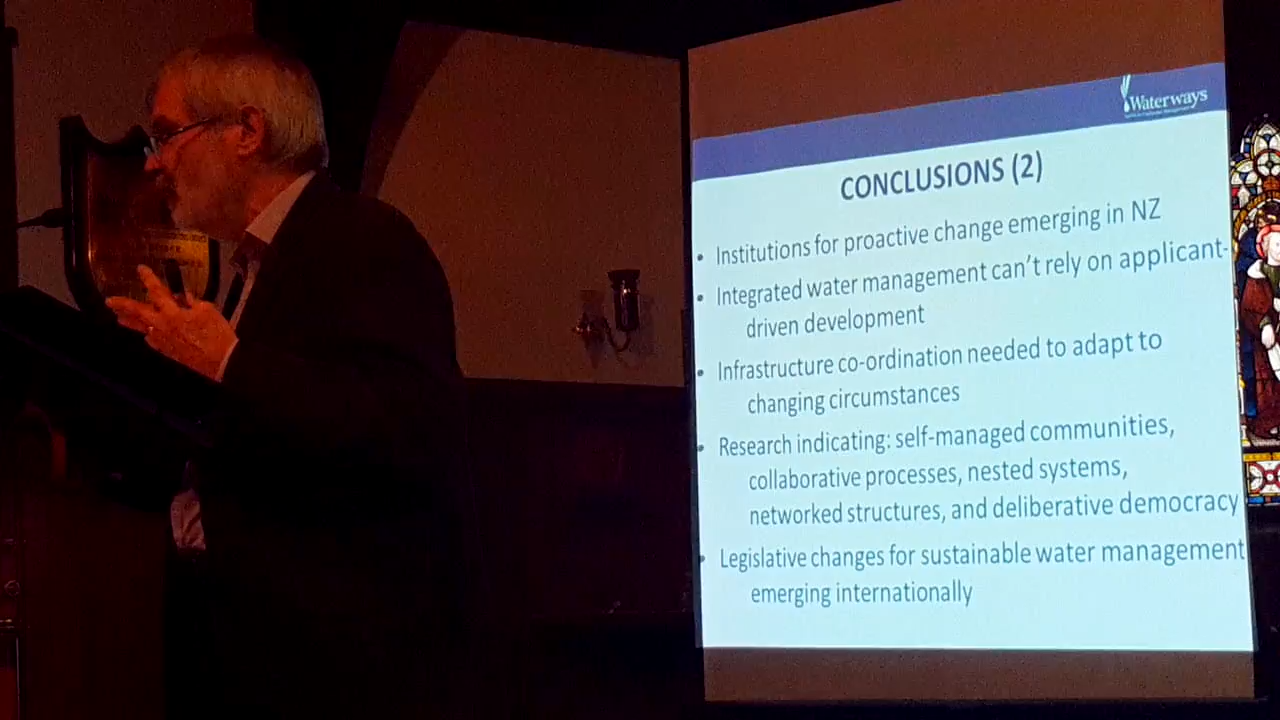 Waterways
CONCLUSIONS (2)
• Institutions for proactive change emerging in NZ
• Integrated water management can't rely on applicant-
driven development
• Infrastructure co-ordination needed to adapt to
changing circumstances
• Research indicating: self-managed communities,
collaborative processes, nested systems,
networked structures, and deliberative democracy
• Legislative changes for sustainable water management
emerging internationally